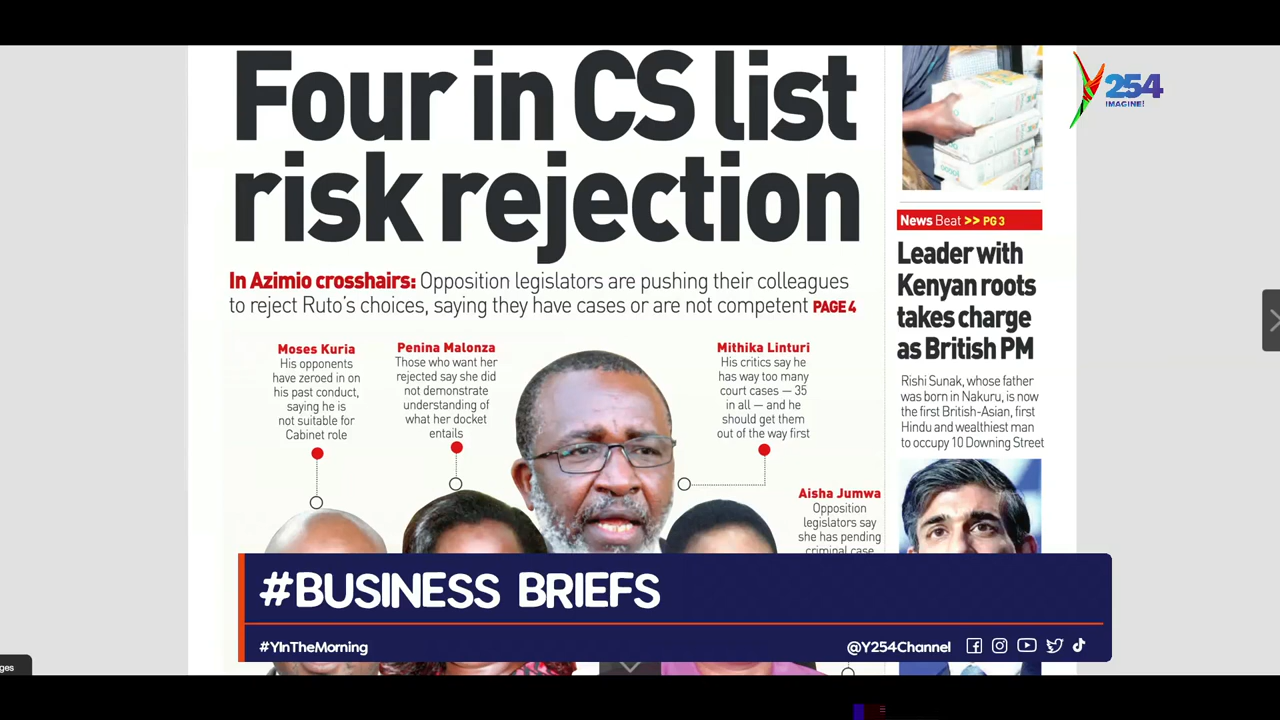 Four in CS list
risk rejection
In Azimio crosshairs: Opposition legislators are pushing their colleagues
to reject Ruto's choices, saying they have cases or are not competent PAGE 4
Moses Kuria
His opponents
have zeroed in on
his past conduct,
saying he is
not suitable for
Cabinet role
Penina Malonza
Those who want her
rejected say she did
not demonstrate
understanding of
what her docket
entails
Mithika Linturi
His critics say he
has way too many
court cases — 35
in all — and he
should get them
out of the way first
Aisha Jumwa
Opposition
legislators say
she has pending
criminal case
254
IMAGINE!
News Beat >> PG 3
Leader with
Kenyan roots
takes charge
as British PM
Rishi Sunak, whose father
was born in Nakuru, is now
the first British-Asian, first
Hindu and wealthiest man
to occupy 10 Downing Street
#BUSINESS BRIEFS
#YInTheMorning
@Y254Channel
ges